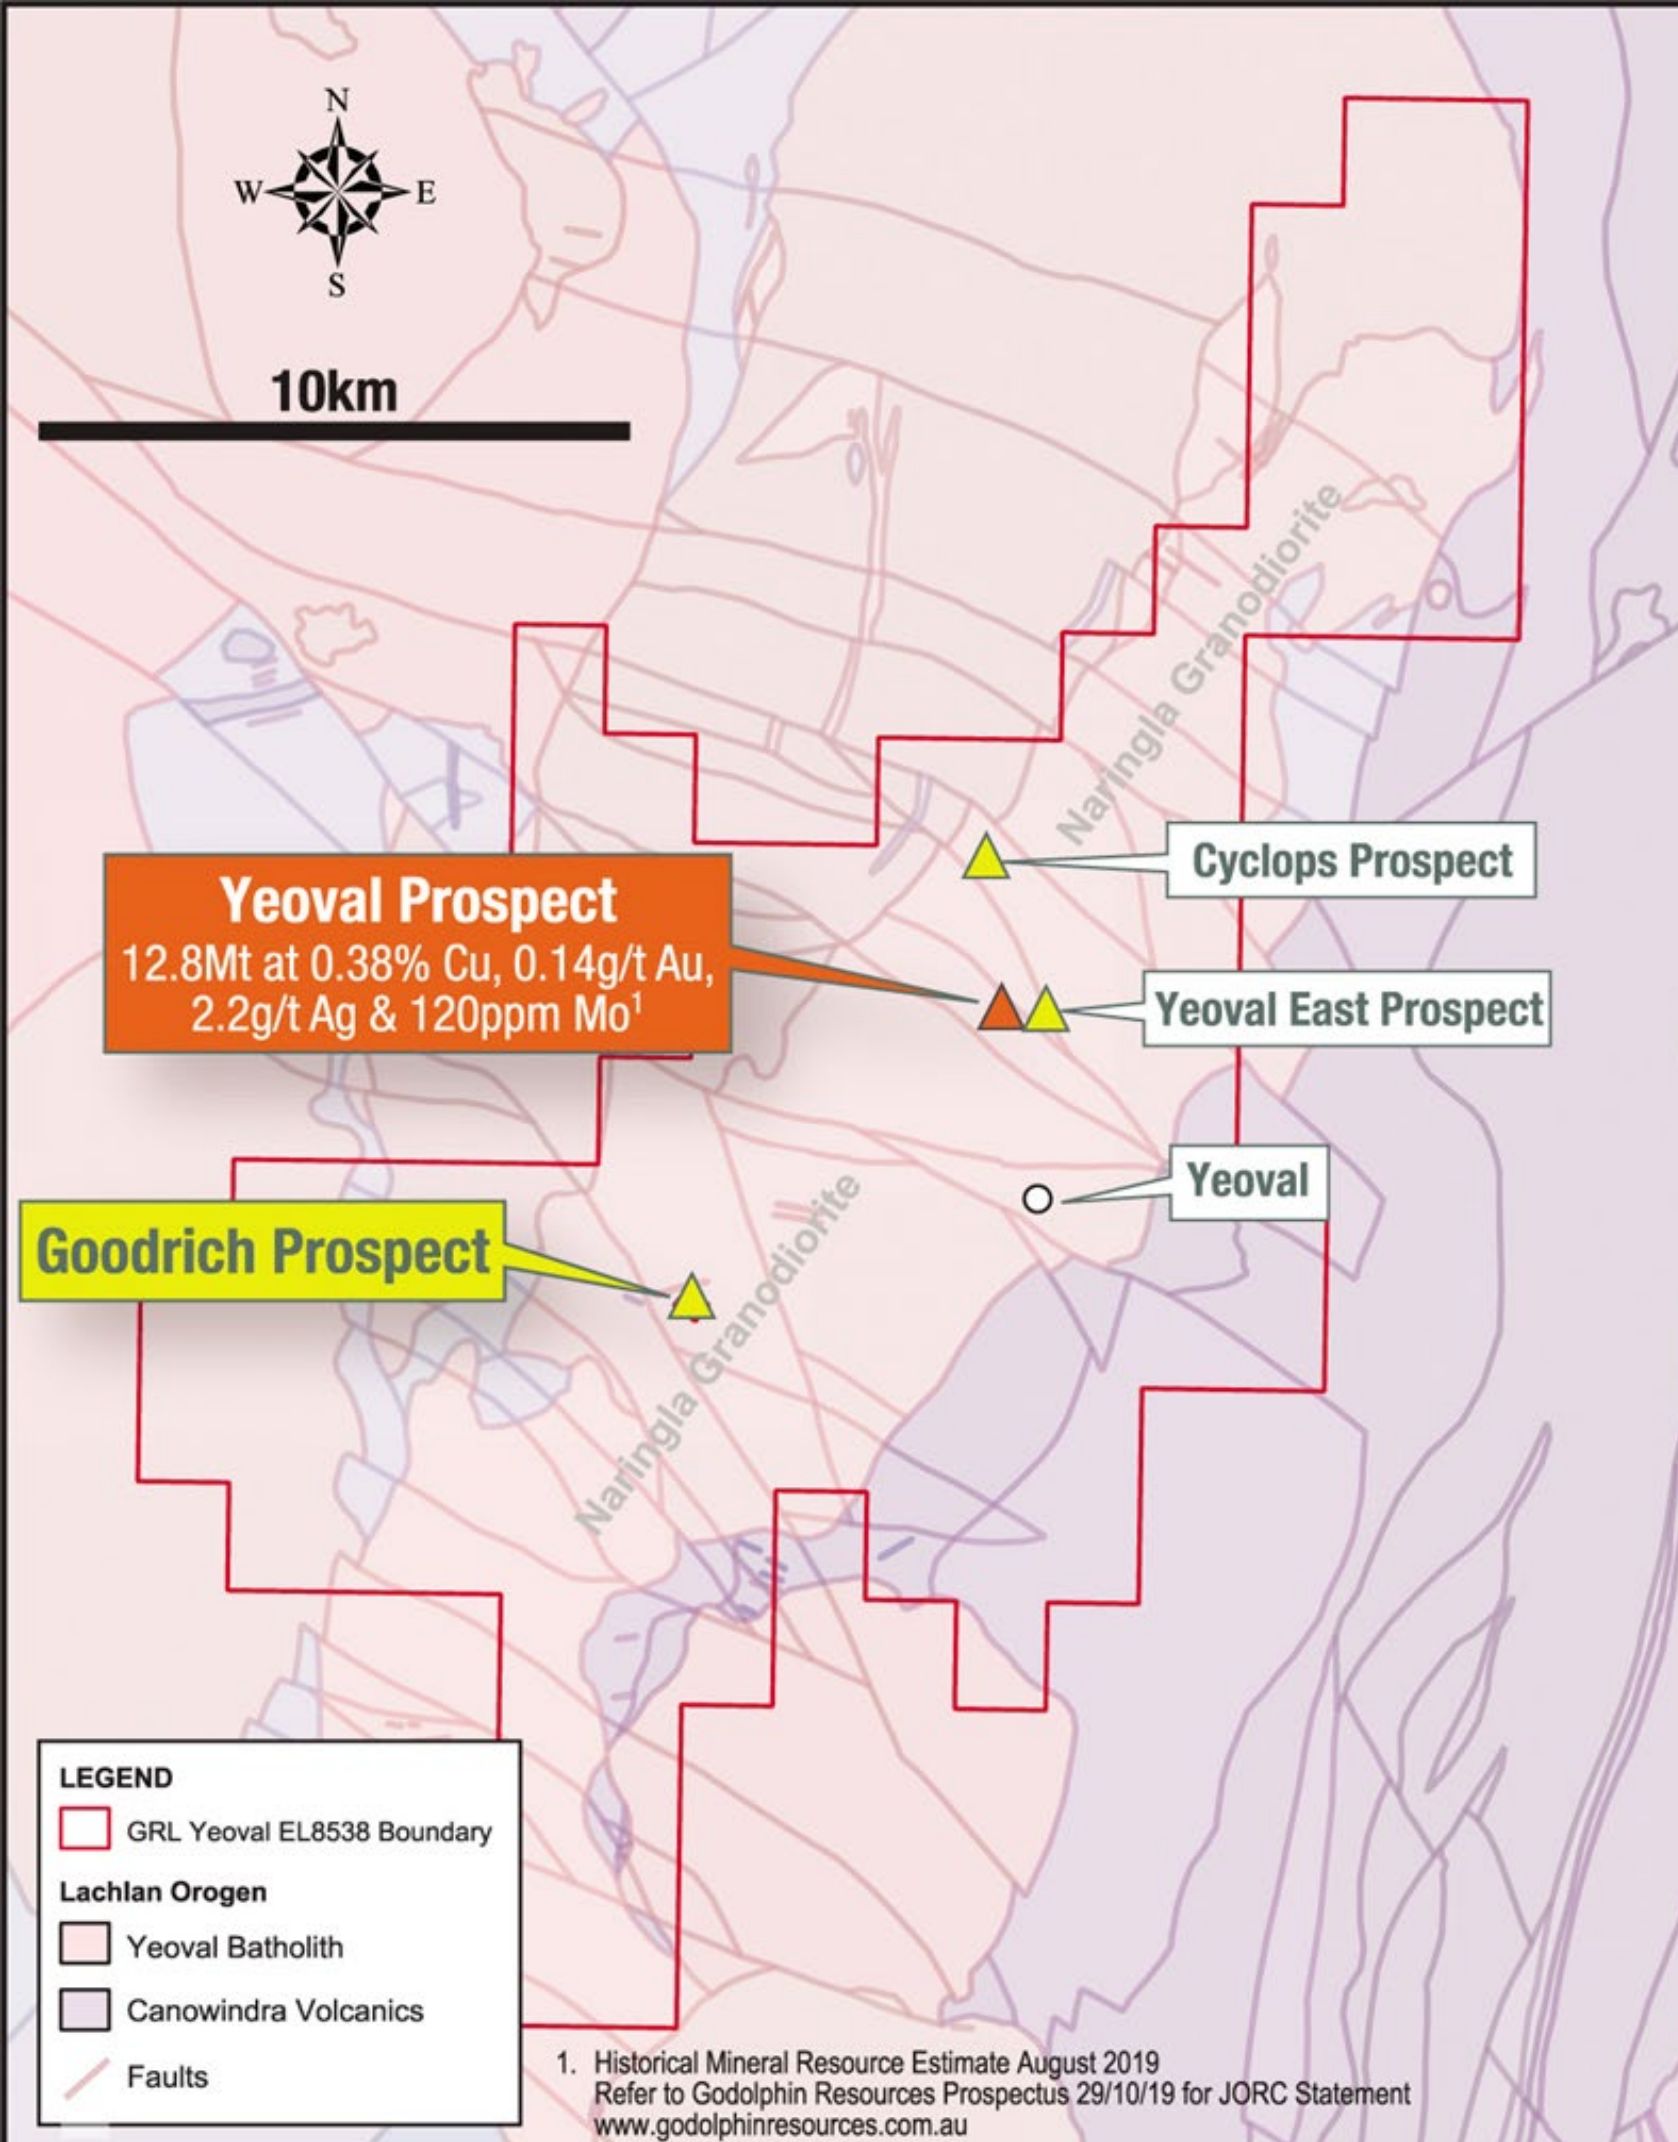 N
W E
S
10km
Naringla Granodiorite
Cyclops Prospect
Yeoval Prospect
12.8Mt at 0.38% Cu, 0.14g/t Au,
2.2g/t Ag & 120ppm Mo¹
Yeoval East Prospect
Yeoval
Goodrich Prospect
Naringla Granodiorite
LEGEND
GRL Yeoval EL8538 Boundary
Lachlan Orogen
Yeoval Batholith
Canowindra Volcanics
Faults
1. Historical Mineral Resource Estimate August 2019
Refer to Godolphin Resources Prospectus 29/10/19 for JORC Statement
www.godolphinresources.com.au